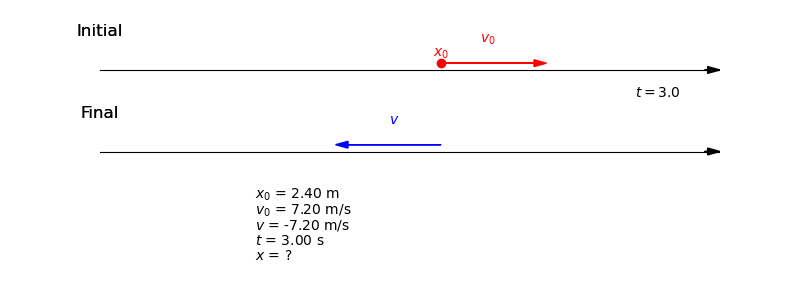 Initial
v₀
x₀
t = 3.0
Final
v
x₀ = 2.40 m
v₀ = 7.20 m/s
v = -7.20 m/s
t = 3.00 s
x = ?